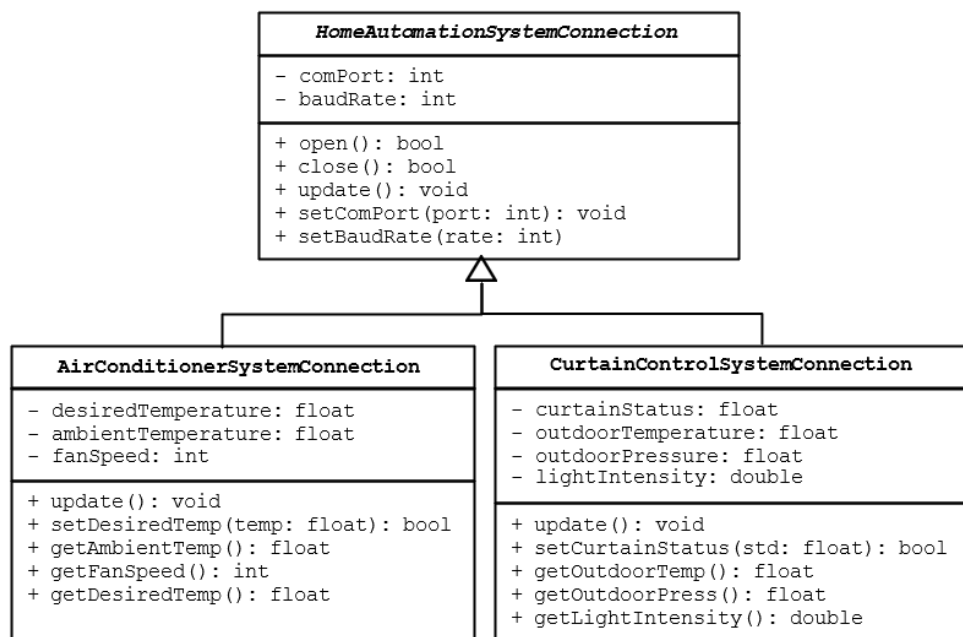 HomeAutomationSystemConnection
- comPort: int
- baudRate: int
+ open(): bool
+ close(): bool
+ update(): void
+ setComPort(port: int): void
+ setBaudRate(rate: int)
AirConditionerSystemConnection
- desiredTemperature: float
- ambientTemperature: float
- fanSpeed: int
+ update(): void
+ setDesiredTemp(temp: float): bool
+ getAmbientTemp(): float
+ getFanSpeed(): int
+ getDesiredTemp(): float
CurtainControlSystemConnection
- curtainStatus: float
- outdoorTemperature: float
- outdoorPressure: float
- lightIntensity: double
+ update(): void
+ setCurtainStatus(std: float): bool
+ getOutdoorTemp(): float
+ getOutdoorPress(): float
+ getLightIntensity(): double